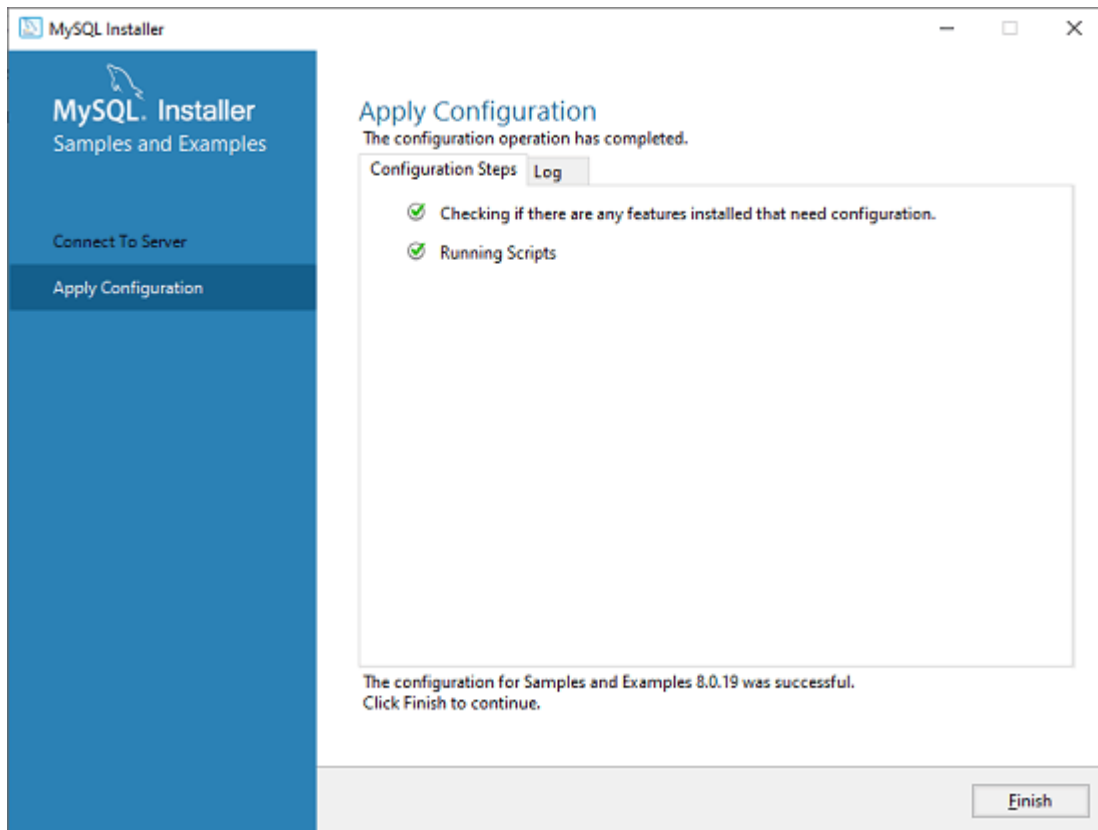 MySQL Installer
MySQL. Installer
Samples and Examples
Connect To Server
Apply Configuration
Apply Configuration
The configuration operation has completed.
Configuration Steps Log
Checking if there are any features installed that need configuration.
Running Scripts
The configuration for Samples and Examples 8.0.19 was successful.
Click Finish to continue.
Finish